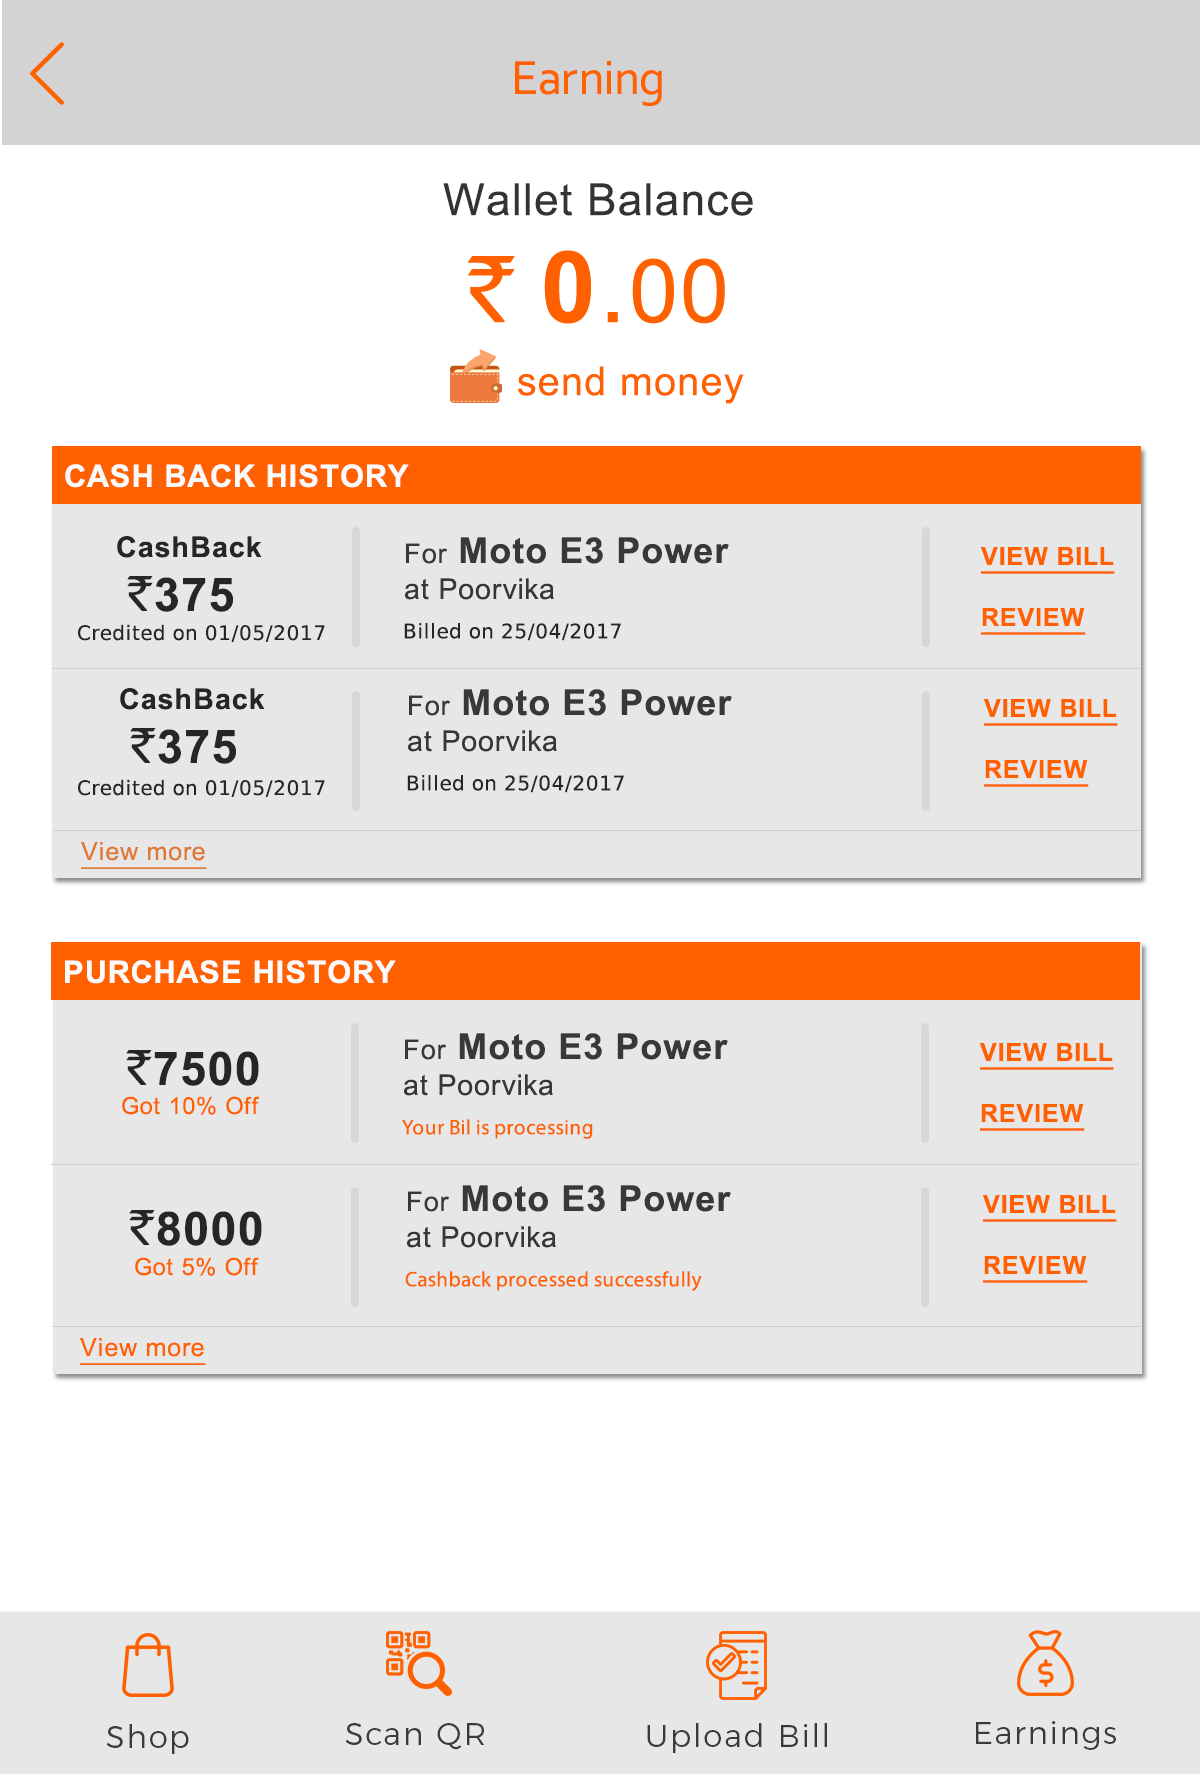 Earning
Wallet Balance
₹ 0.00
send money
CASH BACK HISTORY
CashBack
₹375
Credited on 01/05/2017
For Moto E3 Power
at Poorvika
Billed on 25/04/2017
VIEW BILL
REVIEW
CashBack
₹375
Credited on 01/05/2017
For Moto E3 Power
at Poorvika
Billed on 25/04/2017
VIEW BILL
REVIEW
View more
PURCHASE HISTORY
₹7500
Got 10% Off
For Moto E3 Power
at Poorvika
Your Bil is processing
VIEW BILL
REVIEW
₹8000
Got 5% Off
For Moto E3 Power
at Poorvika
Cashback processed successfully
VIEW BILL
REVIEW
View more
Shop
Scan QR
Upload Bill
$
Earnings